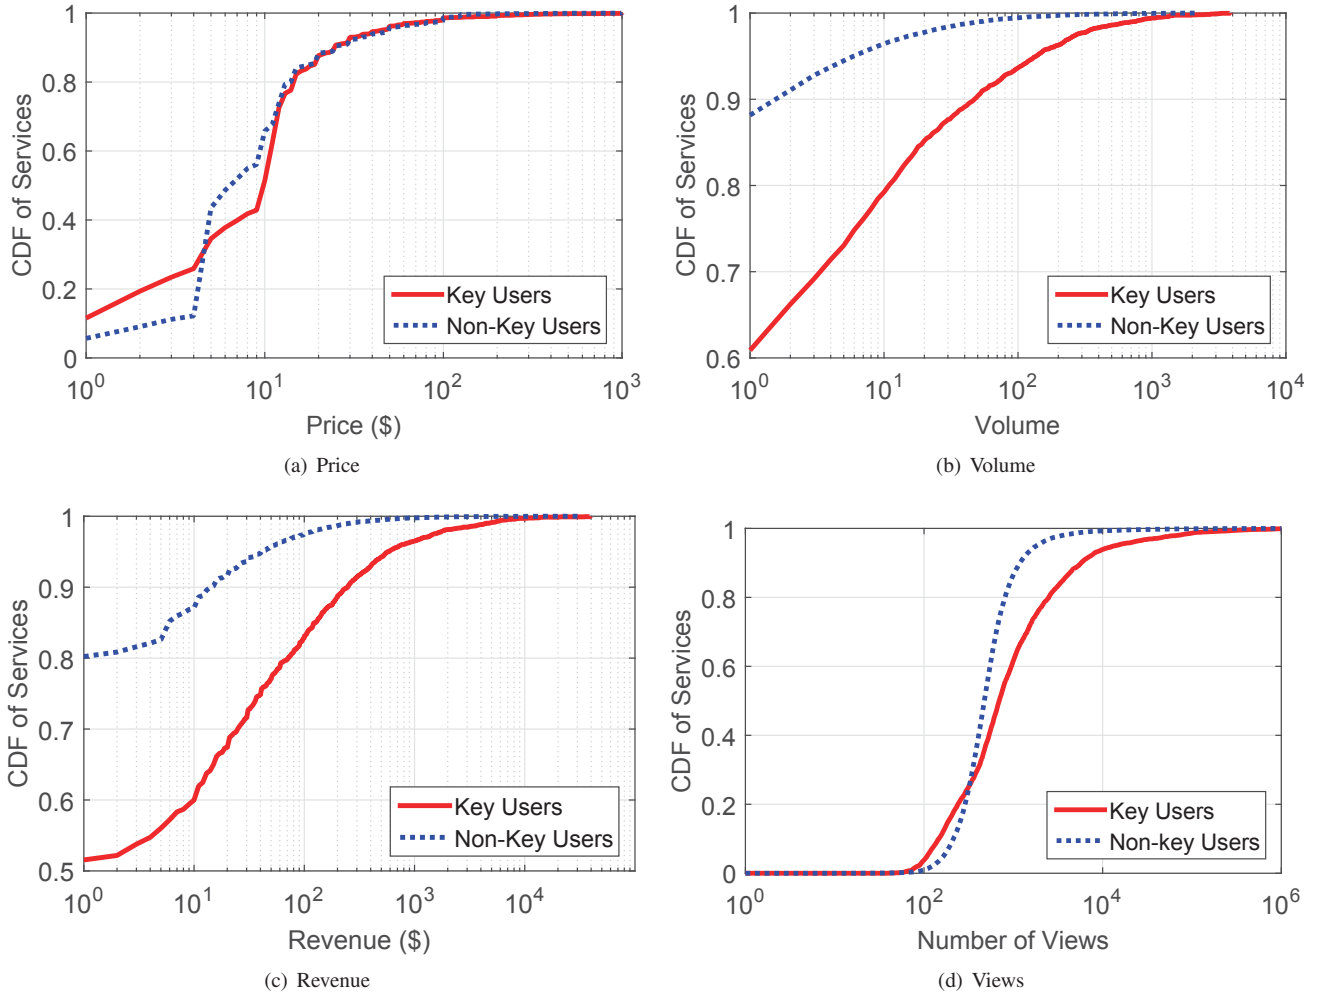 CDF of Services
1
0.8
0.6
0.4
0.2
0
10^0
10^1
10^2
10^3
Key Users
Non-Key Users
Price ($)
(a) Price
CDF of Services
1
0.9
0.8
0.7
0.6
10^0
10^1
10^2
10^3
10^4
Key Users
Non-Key Users
Volume
(b) Volume
CDF of Services
1
0.9
0.8
0.7
0.6
0.5
10^0
10^1
10^2
10^3
10^4
Key Users
Non-Key Users
Revenue ($)
(c) Revenue
CDF of Services
1
0.8
0.6
0.4
0.2
0
10^0
10^2
10^4
10^6
Key Users
Non-key Users
Number of Views
(d) Views